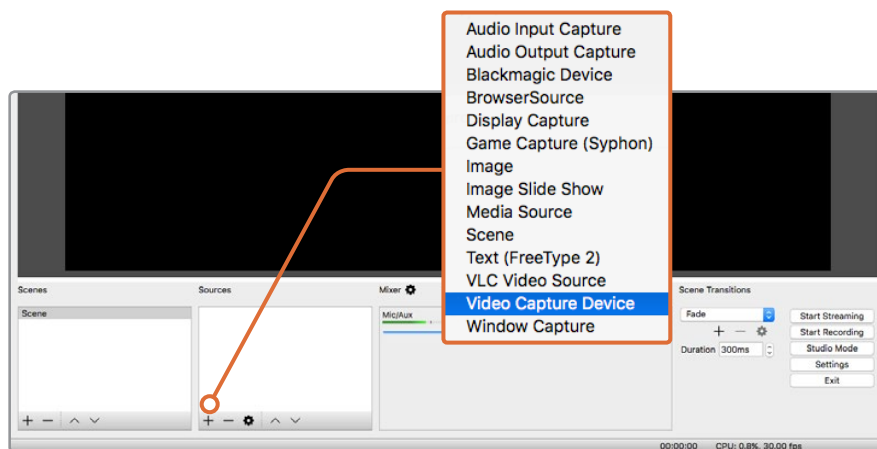 Audio Input Capture
Audio Output Capture
Blackmagic Device
BrowserSource
Display Capture
Game Capture (Syphon)
Image
Image Slide Show
Media Source
Scene
Text (FreeType 2)
VLC Video Source
Video Capture Device
Window Capture
Scenes
Scene
Sources
Mixer
Mic/Aux
Scene Transitions
Fade
Duration 300ms
Start Streaming
Start Recording
Studio Mode
Settings
Exit
00:00:00 CPU: 0.8%, 30.00 fps